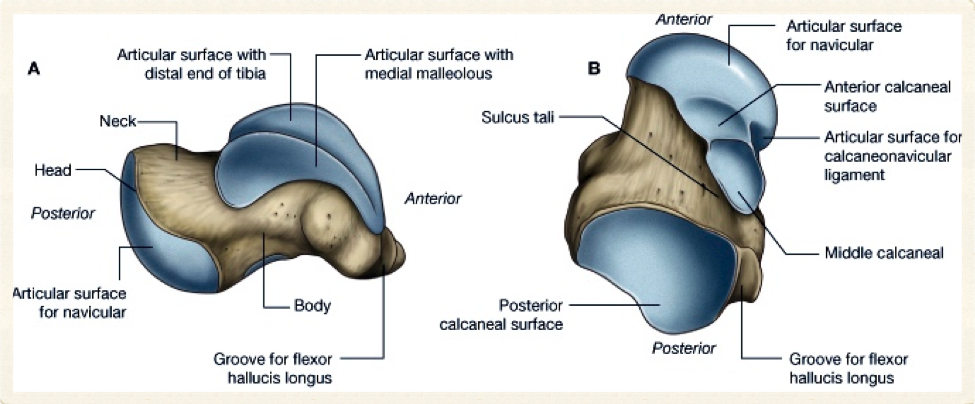 A
Articular surface with
distal end of tibia
Articular surface with
medial malleolous
Neck
Head
Posterior
Anterior
Articular surface
for navicular
Body
Groove for flexor
hallucis longus
B
Anterior
Articular surface
for navicular
Anterior calcaneal
surface
Sulcus tali
Articular surface for
calcaneonavicular
ligament
Middle calcaneal
Posterior
calcaneal surface
Posterior
Groove for flexor
hallucis longus